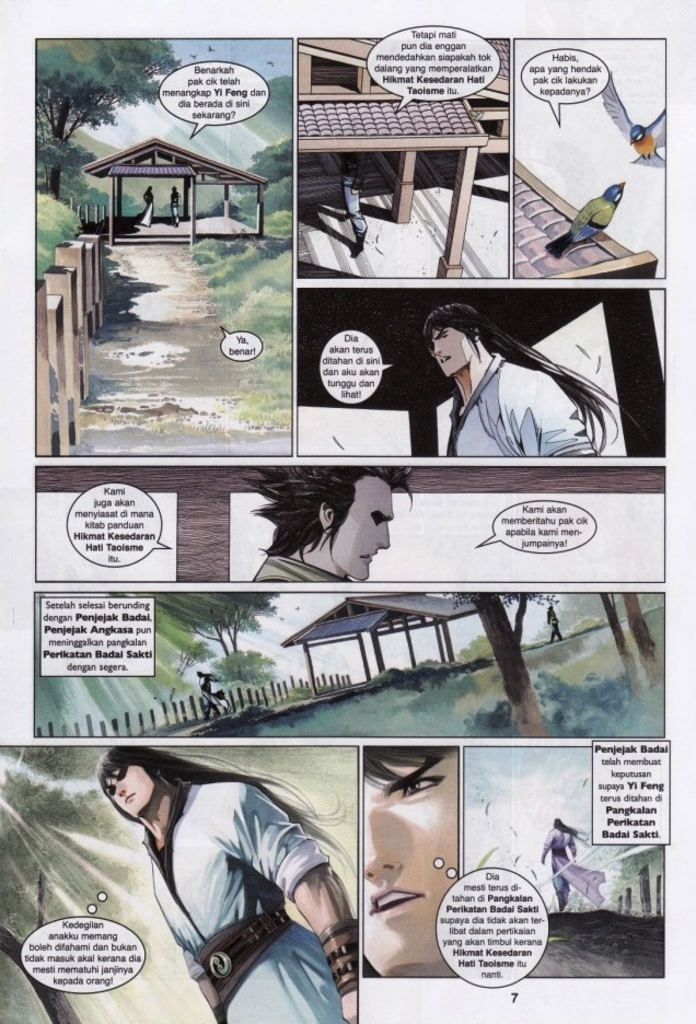 Benarkah
pak cik telah
menangkap Yi Feng dan
dia berada di sini
sekarang?
Ya,
benar!
Tetapi mati
pun dia enggan
mendedahkan siapakah tok
dalang yang memperalatkan
Hikmat Kesedaran Hati
Taoisme itu.
Habis,
apa yang hendak
pak cik lakukan
kepadanya?
Dia
akan terus
ditahan di sini
dan aku akan
tunggu dan
lihat!
Kami
juga akan
menyiasat di mana
kitab panduan
Hikmat Kesedaran
Hati Taoisme
itu.
Kami akan
memberitahu pak cik
apabila kami men-
jumpainya!
Setelah selesai berunding
dengan Penjejak Badai,
Penjejak Angkasa pun
meninggalkan pangkalan
Perikatan Badai Sakti
dengan segera.
Kedegilan
anakku memang
boleh difahami dan bukan
tidak masuk akal kerana dia
mesti mematuhi janjinya
kepada orang!
Dia
mesti terus di-
tahan di Pangkalan
Perikatan Badai Sakti
supaya dia tidak akan ter-
libat dalam pertikaian
yang akan timbul kerana
Hikmat Kesedaran
Hati Taoisme itu
nanti.
Penjejak Badai
telah membuat
keputusan
supaya Yi Feng
terus ditahan di
Pangkalan
Perikatan
Badai Sakti.
7